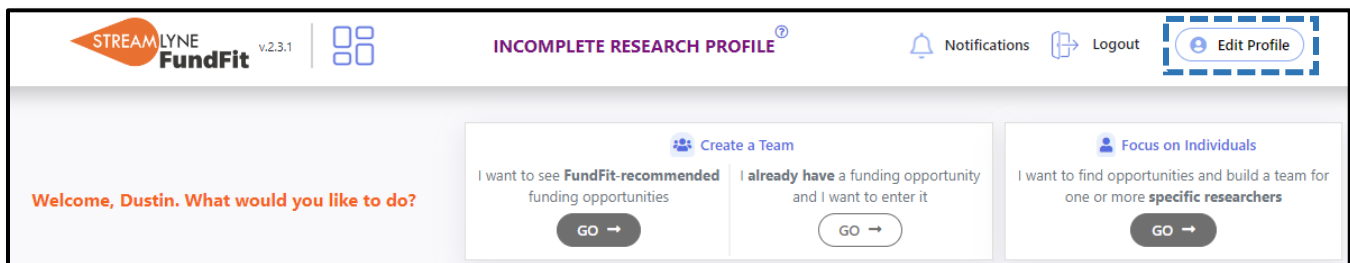 STREAMLYNE
FundFit
v.2.3.1
INCOMPLETE RESEARCH PROFILE
?
Notifications
Logout
Edit Profile
Welcome, Dustin. What would you like to do?
Create a Team
I want to see FundFit-recommended
funding opportunities
GO →
I already have a funding opportunity
and I want to enter it
GO →
Focus on Individuals
I want to find opportunities and build a team for
one or more specific researchers
GO →